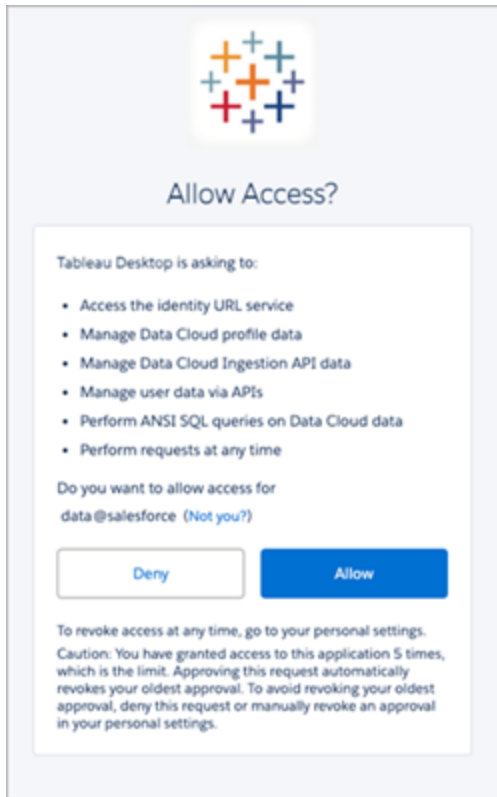 Allow Access?
Tableau Desktop is asking to:
• Access the identity URL service
• Manage Data Cloud profile data
• Manage Data Cloud Ingestion API data
• Manage user data via APIs
• Perform ANSI SQL queries on Data Cloud data
• Perform requests at any time
Do you want to allow access for
data@salesforce (Not you?)
Deny
Allow
To revoke access at any time, go to your personal settings.
Caution: You have granted access to this application 5 times,
which is the limit. Approving this request automatically
revokes your oldest approval. To avoid revoking your oldest
approval, deny this request or manually revoke an approval
in your personal settings.